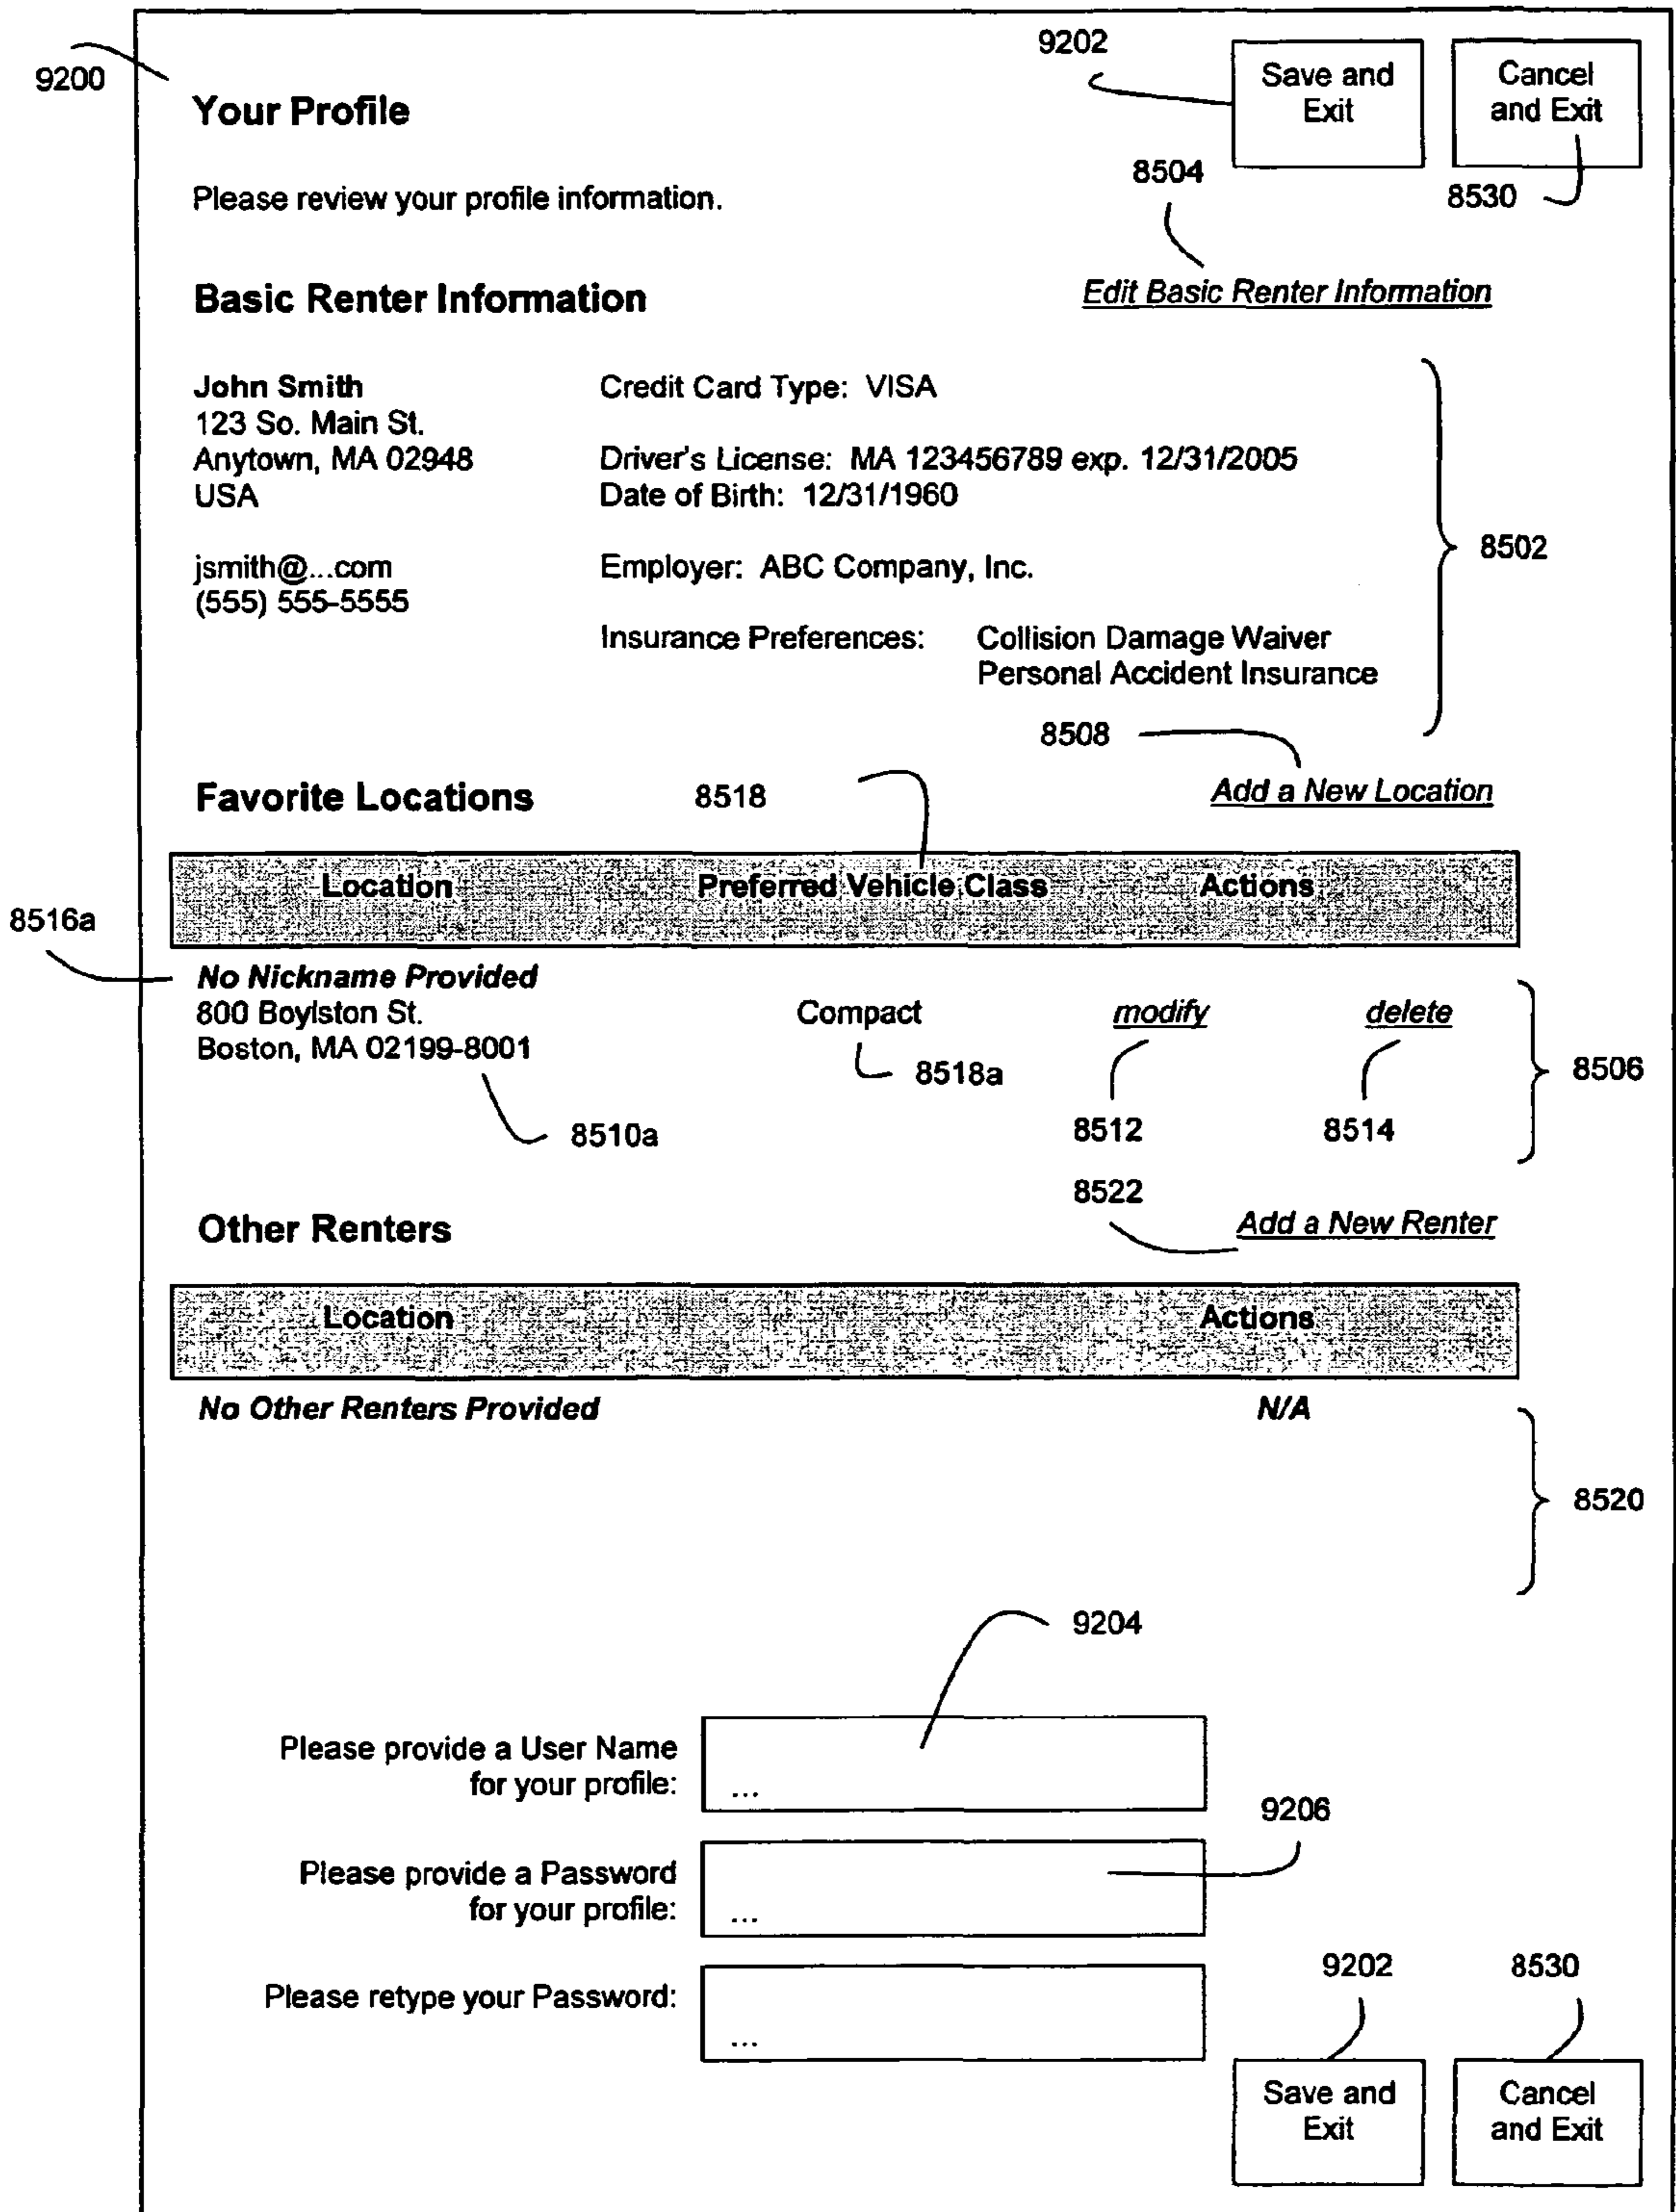 9200
9202
Save and
Exit
Cancel
and Exit
Your Profile
8504
8530
Please review your profile information.
Basic Renter Information
Edit Basic Renter Information
John Smith
123 So. Main St.
Anytown, MA 02948
USA
jsmith@...com
(555) 555-5555
Credit Card Type: VISA
Driver's License: MA 123456789 exp. 12/31/2005
Date of Birth: 12/31/1960
Employer: ABC Company, Inc.
Insurance Preferences: Collision Damage Waiver
Personal Accident Insurance
8502
8508
Favorite Locations
8518
Add a New Location
Location Preferred Vehicle Class Actions
8516a
No Nickname Provided
800 Boylston St.
Boston, MA 02199-8001
Compact
modify
delete
8518a
8506
8510a
8512
8514
8522
Other Renters
Add a New Renter
Location Actions
No Other Renters Provided N/A
8520
9204
Please provide a User Name
for your profile:
...
9206
Please provide a Password
for your profile:
...
Please retype your Password:
...
9202
8530
Save and
Exit
Cancel
and Exit